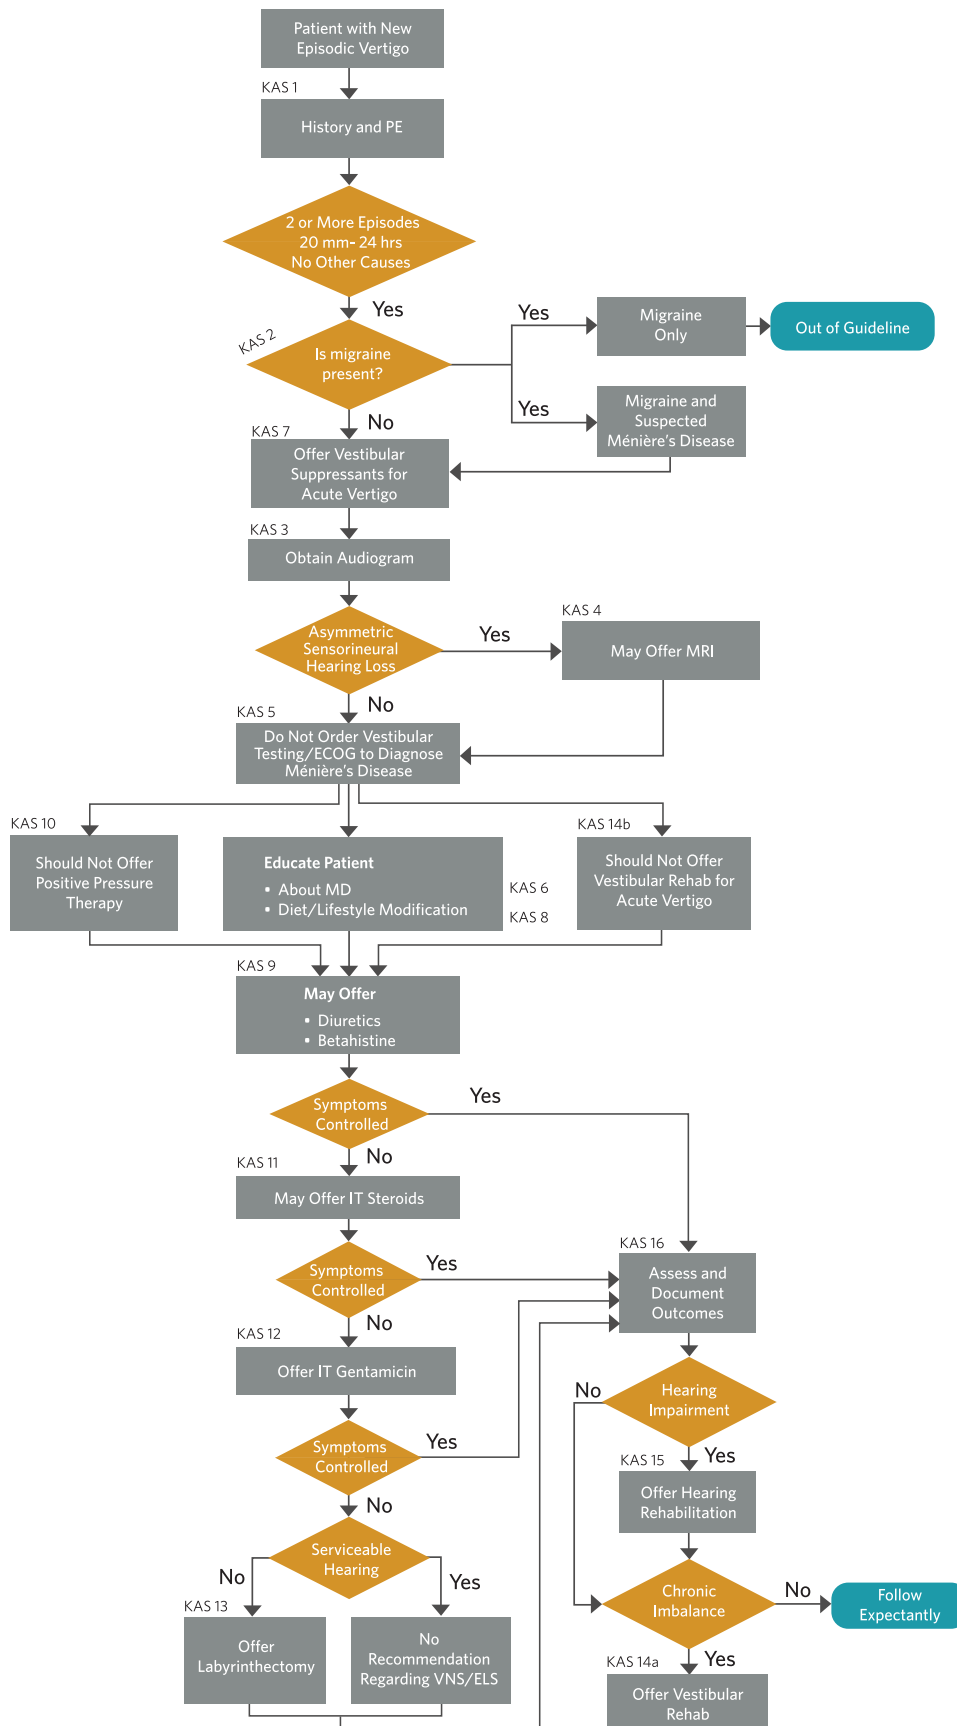 Patient with New
Episodic Vertigo
KAS 1
History and PE
2 or More Episodes
20 mm- 24 hrs
No Other Causes
Yes
KAS 2
Is migraine
present?
Yes
Migraine
Only
Out of Guideline
Yes
Migraine and
Suspected
Ménière's Disease
No
KAS 7
Offer Vestibular
Suppressants for
Acute Vertigo
KAS 3
Obtain Audiogram
Asymmetric
Sensorineural
Hearing Loss
Yes
KAS 4
May Offer MRI
No
KAS 5
Do Not Order Vestibular
Testing/ECOG to Diagnose
Ménière's Disease
KAS 10
Should Not Offer
Positive Pressure
Therapy
Educate Patient
• About MD
• Diet/Lifestyle Modification
KAS 6
KAS 8
KAS 14b
Should Not Offer
Vestibular Rehab for
Acute Vertigo
KAS 9
May Offer
• Diuretics
• Betahistine
Symptoms
Controlled
Yes
No
KAS 11
May Offer IT Steroids
Symptoms
Controlled
Yes
No
KAS 12
Offer IT Gentamicin
Symptoms
Controlled
Yes
No
Serviceable
Hearing
No
Yes
KAS 13
Offer
Labyrinthectomy
No
Recommendation
Regarding VNS/ELS
KAS 16
Assess and
Document
Outcomes
Hearing
Impairment
No
Yes
KAS 15
Offer Hearing
Rehabilitation
Chronic
Imbalance
No
Follow
Expectantly
Yes
KAS 14a
Offer Vestibular
Rehab